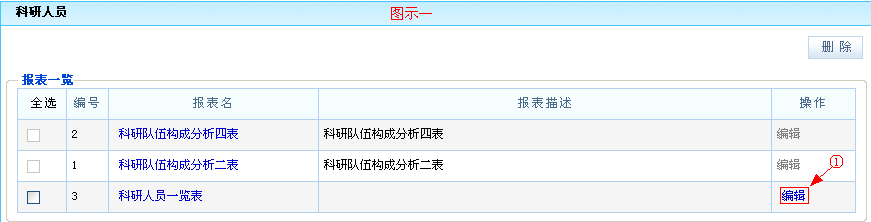 科研人员
图示一
删 除
报表一览
全选 编号 报表名 报表描述 操作
2 科研队伍构成分析四表 科研队伍构成分析四表 编辑
1 科研队伍构成分析二表 科研队伍构成分析二表 编辑
①
3 科研人员一览表 编辑